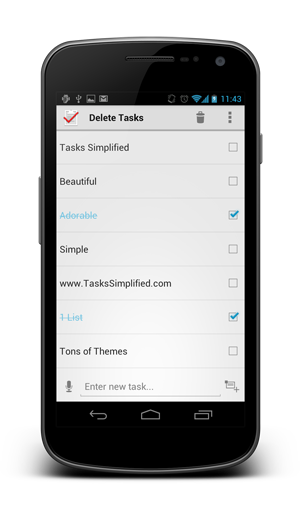 11:43
Delete Tasks
Tasks Simplified
Beautiful
Adorable
Simple
www.TasksSimplified.com
1 List
Tons of Themes
Enter new task...